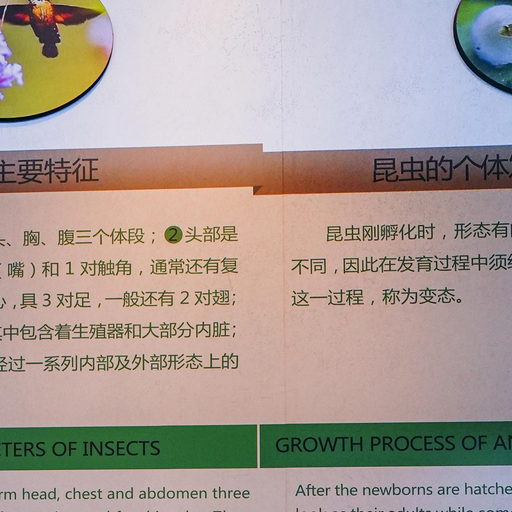 主要特征
、胸、腹三个体段；❷头部是
（嘴）和1对触角，通常还有复
，具3对足，一般还有2对翅；
中包含着生殖器和大部分内脏；
经过一系列内部及外部形态上的
TERS OF INSECTS
rm head, chest and abdomen three
昆虫的个体
昆虫刚孵化时，形态有
不同，因此在发育过程中须
这一过程，称为变态。
GROWTH PROCESS OF AN
After the newborns are hatche